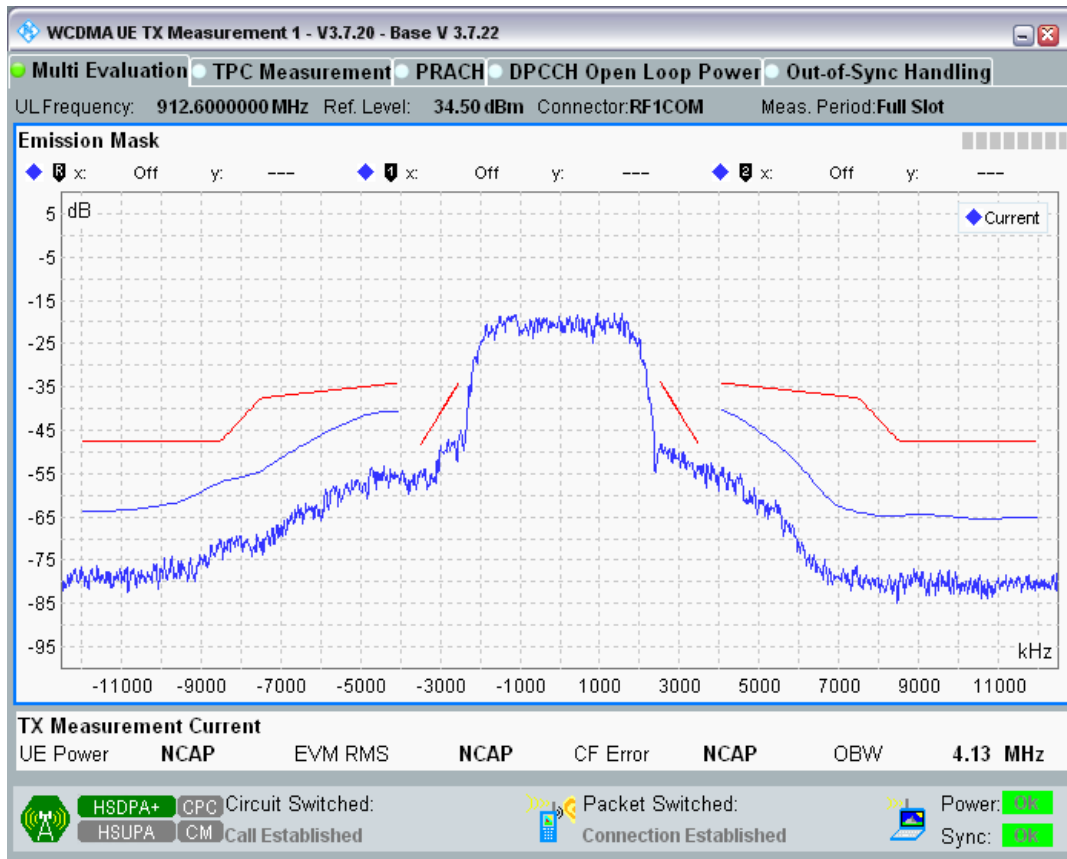 WCDMA UE TX Measurement 1 - V3.7.20 - Base V 3.7.22
Multi Evaluation TPC Measurement PRACH DPCCH Open Loop Power Out-of-Sync Handling
UL Frequency: 912.6000000 MHz Ref. Level: 34.50 dBm Connector:RF1COM Meas. Period:Full Slot
Emission Mask
R x: Off y: --- 1 x: Off y: --- 2 x: Off y: ---
dB
Current
5
-5
-15
-25
-35
-45
-55
-65
-75
-85
-95
kHz
-11000 -9000 -7000 -5000 -3000 -1000 1000 3000 5000 7000 9000 11000
TX Measurement Current
UE Power NCAP EVM RMS NCAP CF Error NCAP OBW 4.13 MHz
HSDPA+ CPC Circuit Switched: Packet Switched: Power: Ok
HSUPA CM Call Established Connection Established Sync: Ok